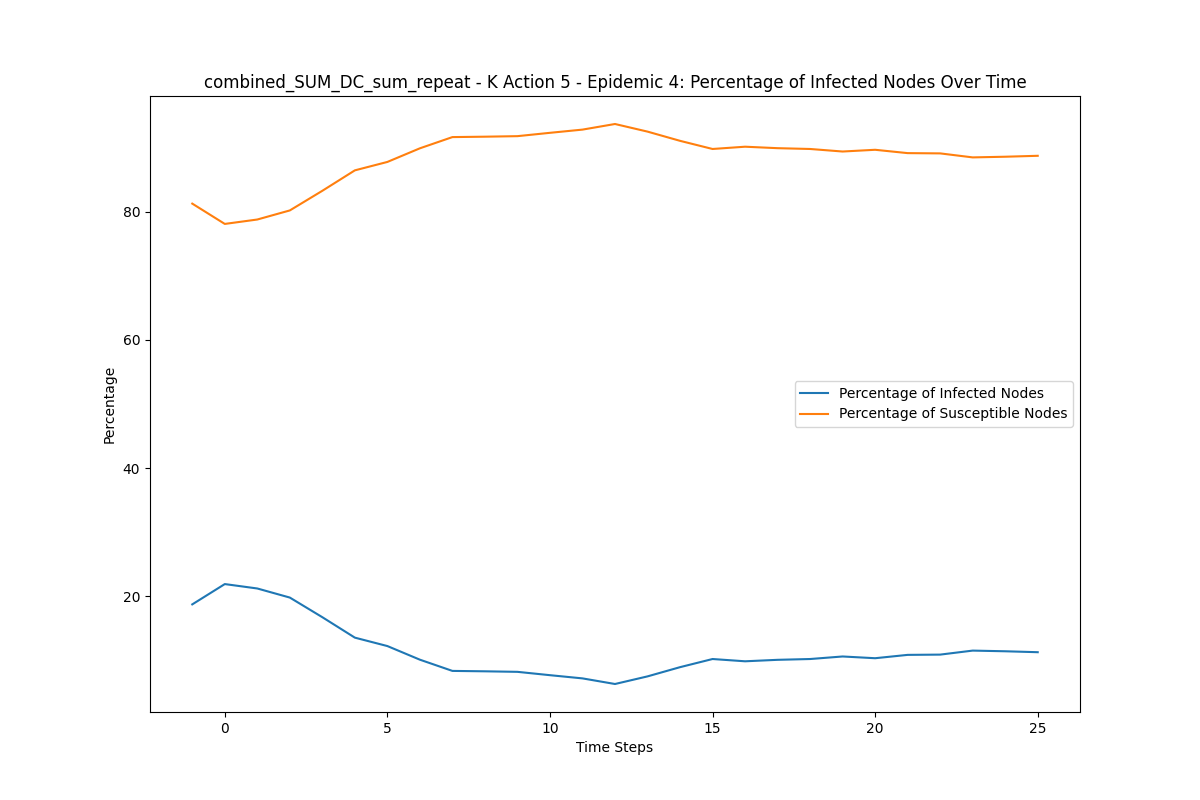 combined_SUM_DC_sum_repeat - K Action 5 - Epidemic 4: Percentage of Infected Nodes Over Time
80
60
40
20
Percentage
Percentage of Infected Nodes
Percentage of Susceptible Nodes
0 5 10 15 20 25
Time Steps